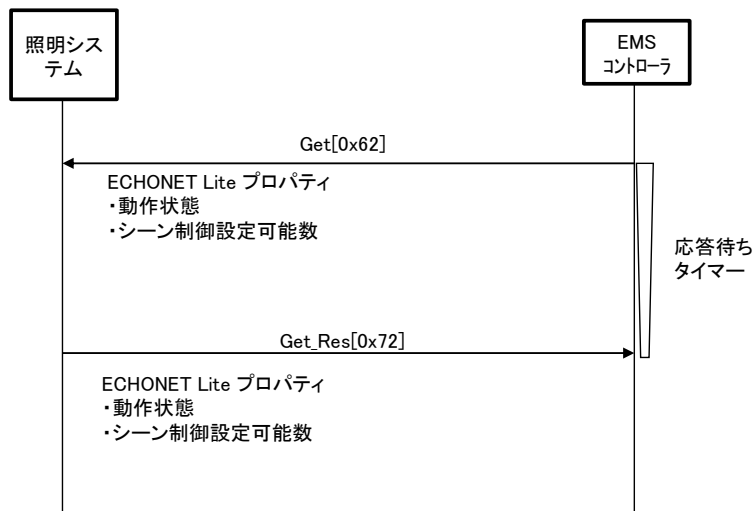 照明シス
テム
EMS
コントローラ
Get[0x62]
ECHONET Lite プロパティ
・動作状態
・シーン制御設定可能数
応答待ち
タイマー
Get_Res[0x72]
ECHONET Lite プロパティ
・動作状態
・シーン制御設定可能数